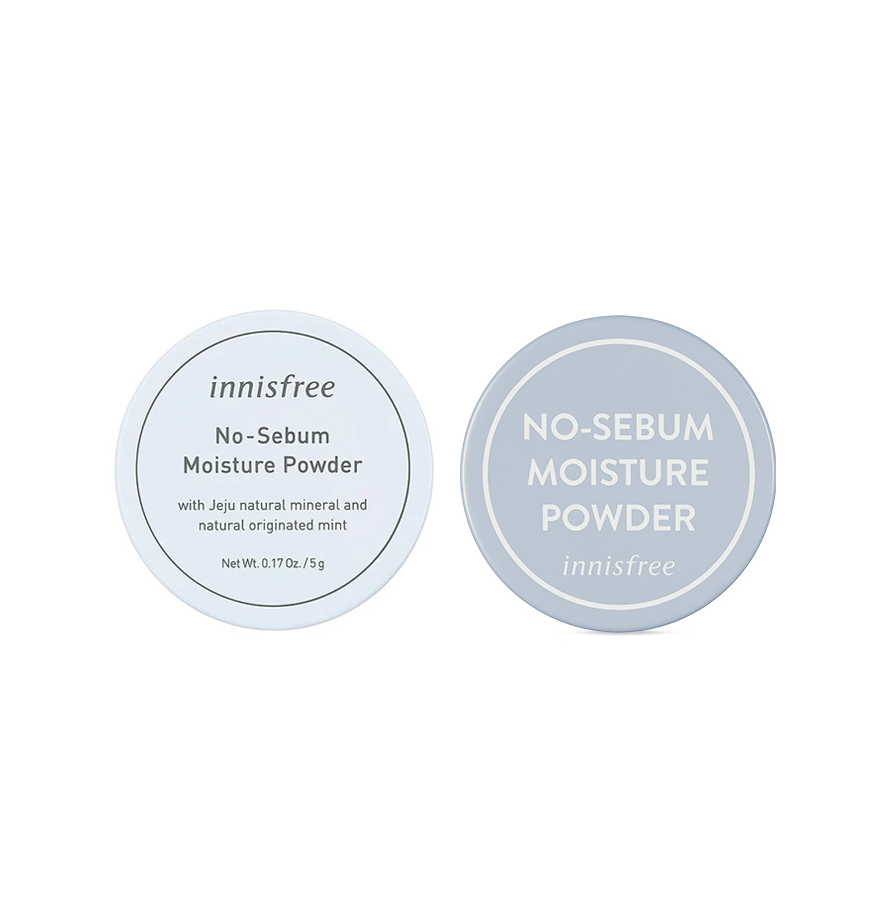 innisfree
No-Sebum
Moisture Powder
with Jeju natural mineral and
natural originated mint
Net Wt. 0.17 Oz. / 5 g
NO-SEBUM
MOISTURE
POWDER
innisfree